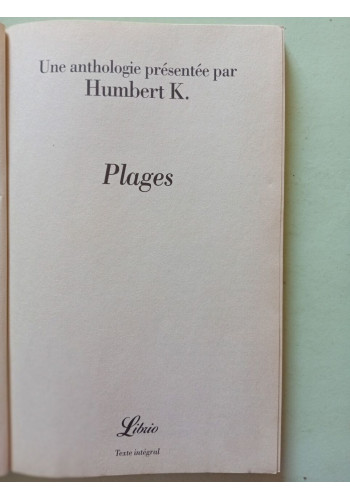 Une anthologie présentée par
Humbert K.
Plages
Librio
Texte intégral